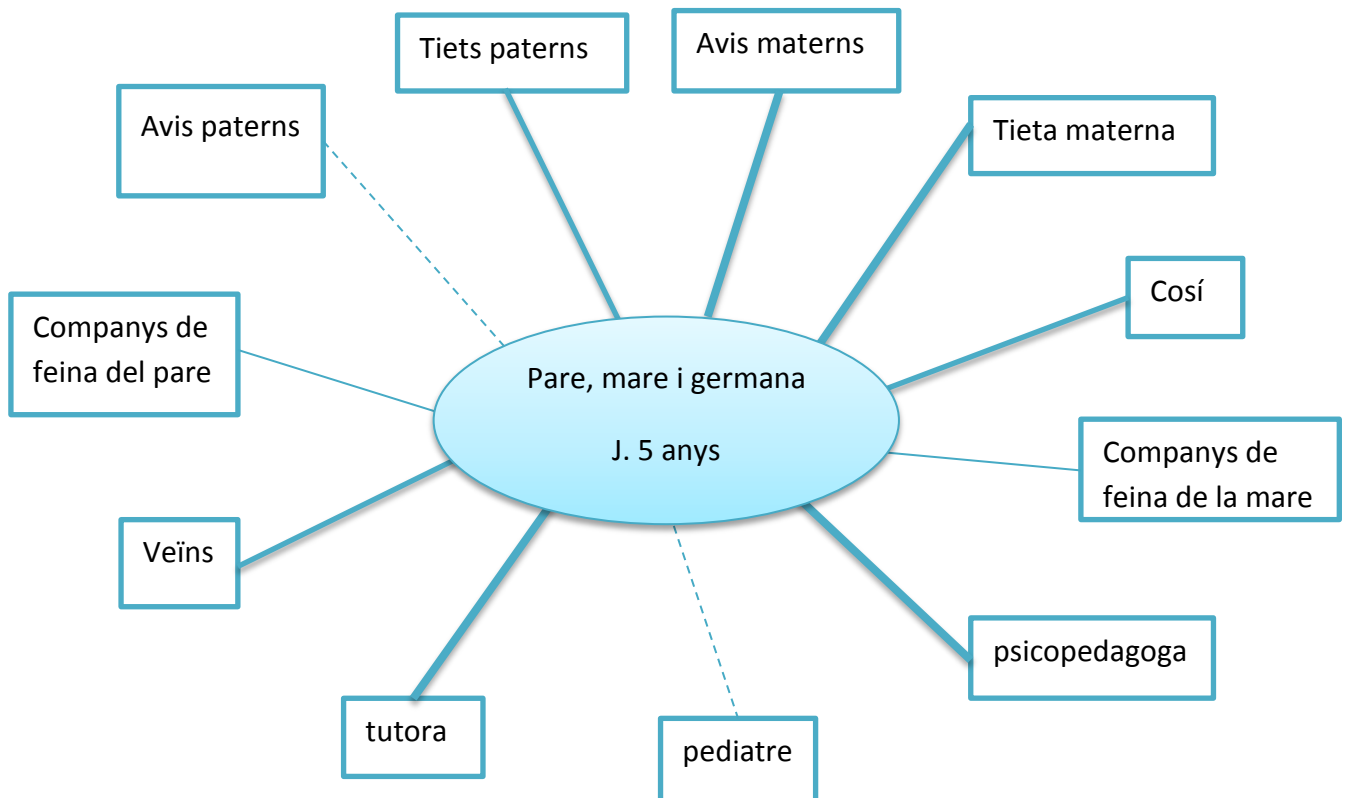 Tiets paterns
Avis materns
Avis paterns
Tieta materna
Cosí
Companys de
feina del pare
Pare, mare i germana
J. 5 anys
Companys de
feina de la mare
Veïns
psicopedagoga
tutora
pediatre